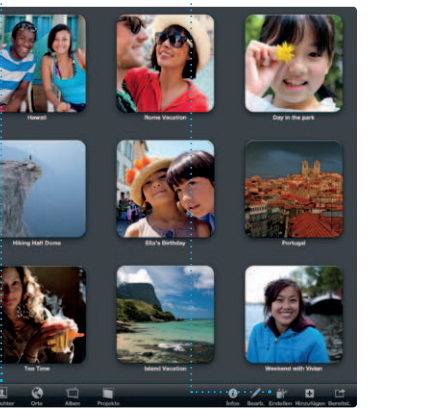 Hawaii Rome Vacation Day in the park
Hiking Half Dome Ella's Birthday Portugal
Tea Time Island Vacation Weekend with Vivian
Orte Alben Projekte Infos Bearb. Erstellen Hinzufügen Bereitst.